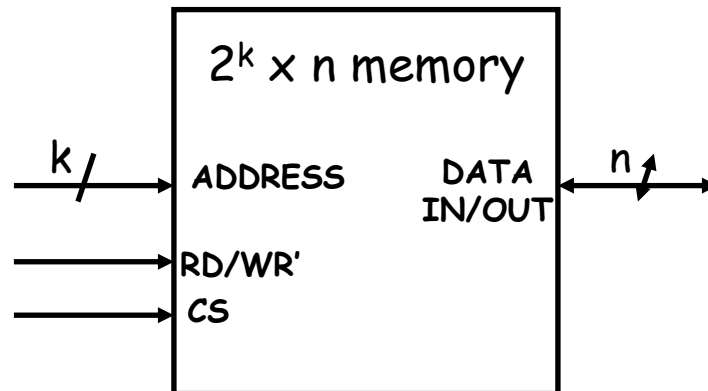 2ᵏ x n memory
k
ADDRESS
DATA
IN/OUT
n
RD/WR'
CS